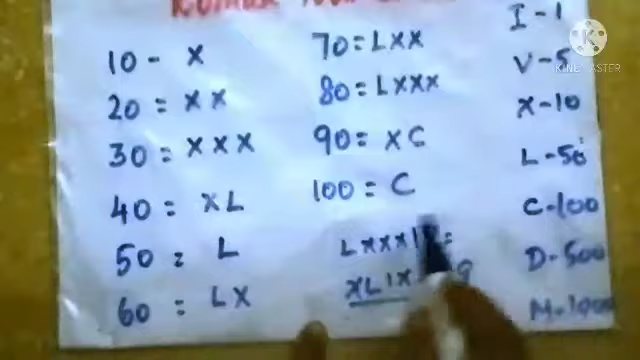 10 - X
20 = XX
30 = XXX
40 = XL
50 = L
60 = LX
70 = LXX
80 = LXXX
90 = XC
100 = C
XLIX
I - 1
V - 5
X - 10
L - 50
C - 100
D - 500
M - 1000
KINEMASTER